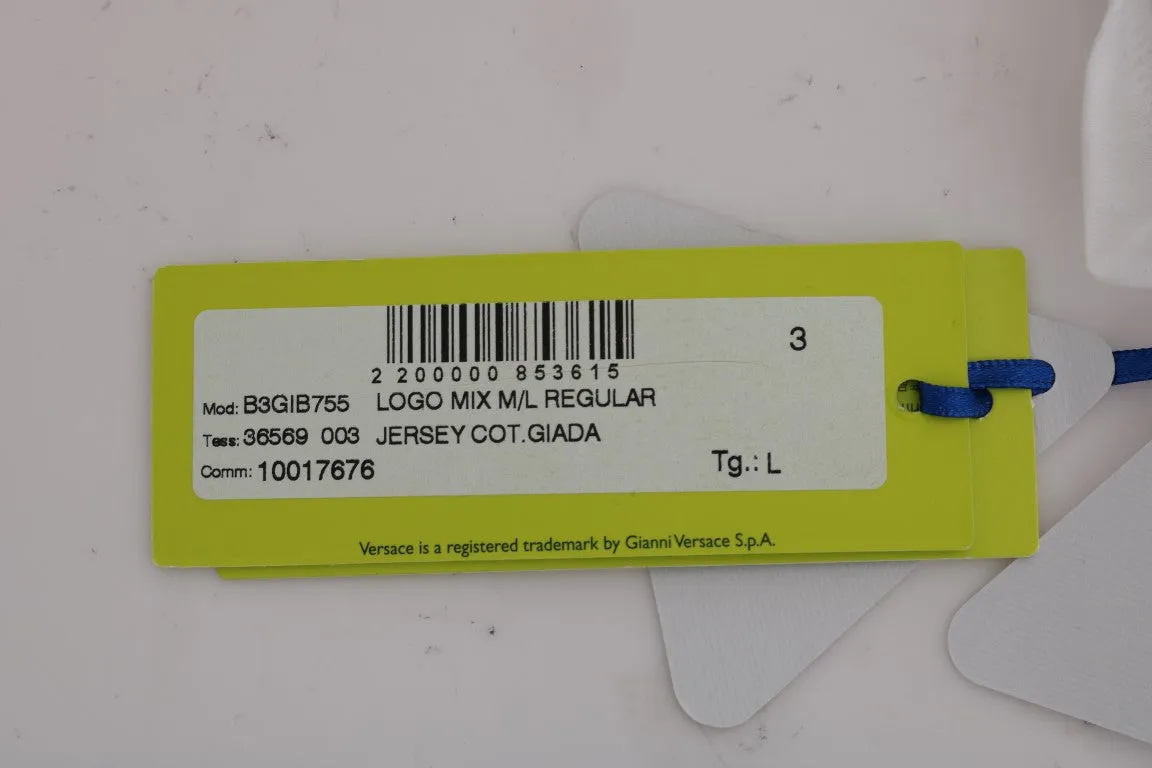 3
2 200000 853615
Mod: B3GIB755 LOGO MIX M/L REGULAR
Tess: 36569 003 JERSEY COT.GIADA
Comm: 10017676
Tg.: L
Versace is a registered trademark by Gianni Versace S.p.A.